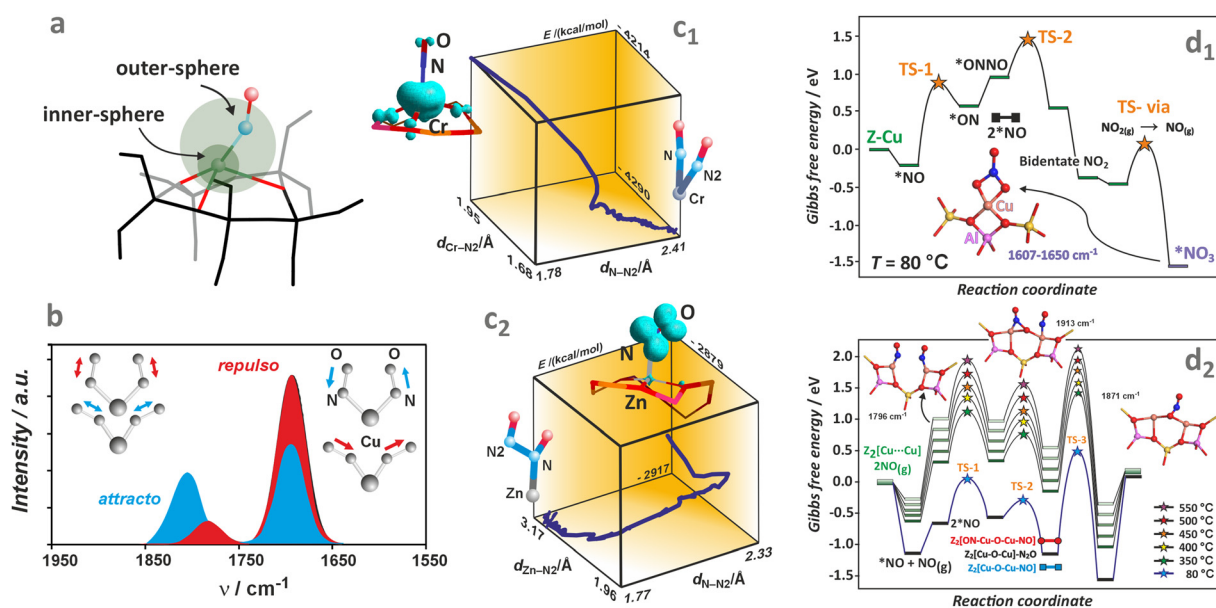 a
outer-sphere
inner-sphere
b
Intensity / a.u.
repulso
attracto
O O
N N
Cu
1950 1850 1750 1650 1550
ν / cm⁻¹
c₁
O
N
Cr
E /(kcal/mol)
-4214
-4290
N
N2
Cr
1.95
d Cr–N2/Å
1.68
1.78
d N–N2/Å
2.41
c₂
O
N
Zn
E /(kcal/mol)
-2879
-2917
N2
N
Zn
3.17
d Zn–N2/Å
1.96
1.77
d N–N2/Å
2.33
d₁
Gibbs free energy / eV
1.5
1.0
0.5
0.0
-0.5
-1.0
-1.5
TS-2
*ONNO
TS-1
*ON
2*NO
TS- via
NO₂(g) → NO(g)
Z-Cu
*NO
Bidentate NO₂
Cu
Al
1607-1650 cm⁻¹
*NO₃
T = 80 °C
Reaction coordinate
d₂
Gibbs free energy / eV
2.0
1.5
1.0
0.5
0.0
-0.5
-1.0
-1.5
1913 cm⁻¹
1796 cm⁻¹
1871 cm⁻¹
Z₂[Cu···Cu]
2NO(g)
TS-1
TS-2
TS-3
2*NO
Z₂[ON-Cu-O-Cu-NO]
Z₂[Cu-O-Cu]-N₂O
Z₂[Cu-O-Cu-NO]
*NO + NO(g)
550 °C
500 °C
450 °C
400 °C
350 °C
80 °C
Reaction coordinate